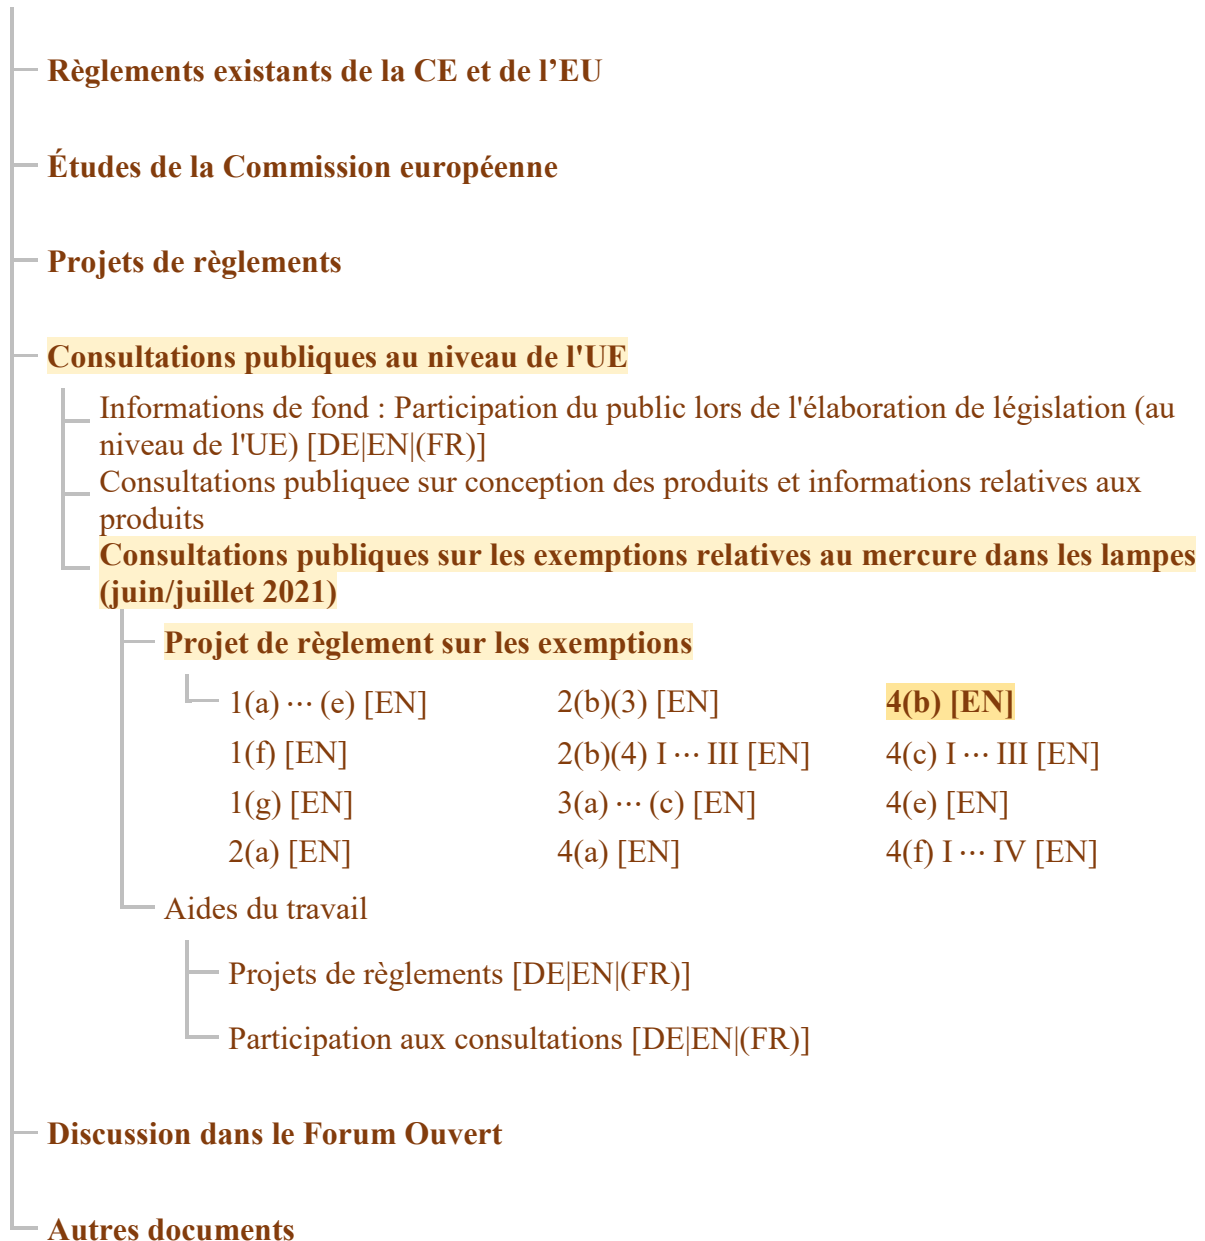 Règlements existants de la CE et de l’EU
Études de la Commission européenne
Projets de règlements
Consultations publiques au niveau de l'UE
Informations de fond : Participation du public lors de l'élaboration de législation (au
niveau de l'UE) [DE|EN|(FR)]
Consultations publiquee sur conception des produits et informations relatives aux
produits
Consultations publiques sur les exemptions relatives au mercure dans les lampes
(juin/juillet 2021)
Projet de règlement sur les exemptions
1(a) ··· (e) [EN] 2(b)(3) [EN] 4(b) [EN]
1(f) [EN] 2(b)(4) I ··· III [EN] 4(c) I ··· III [EN]
1(g) [EN] 3(a) ··· (c) [EN] 4(e) [EN]
2(a) [EN] 4(a) [EN] 4(f) I ··· IV [EN]
Aides du travail
Projets de règlements [DE|EN|(FR)]
Participation aux consultations [DE|EN|(FR)]
Discussion dans le Forum Ouvert
Autres documents